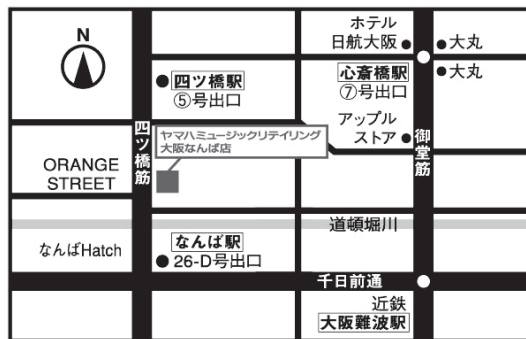 N
ホテル
日航大阪
大丸
四ツ橋駅
⑤号出口
心斎橋駅
⑦号出口
大丸
アップル
ストア
ヤマハミュージックリテイリング
大阪なんば店
四ツ橋筋
御堂筋
ORANGE
STREET
道頓堀川
なんばHatch
なんば駅
26-D号出口
千日前通
近鉄
大阪難波駅